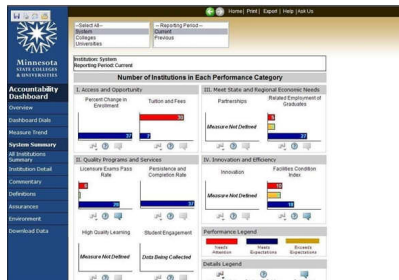 Home | Print | Export | Help | Ask Us
--Select All--
System
Colleges
Universities
-- Reporting Period --
Current
Previous
Minnesota
STATE COLLEGES
& UNIVERSITIES
Institution: System
Reporting Period: Current
Number of Institutions in Each Performance Category
Accountability
Dashboard
Overview
Dashboard Dials
Measure Trend
System Summary
All Institutions
Summary
Institution Detail
Commentary
Definitions
Assurances
Environment
Download Data
I. Access and Opportunity
Percent Change in
Enrollment
37
Tuition and Fees
30
7
III. Meet State and Regional Economic Needs
Partnerships
Measure Not Defined
Related Employment of
Graduates
27
II. Quality Programs and Services
Licensure Exams Pass
Rate
Persistence and
Completion Rate
IV. Innovation and Efficiency
Innovation
Measure Not Defined
Facilities Condition
Index
High Quality Learning
Measure Not Defined
Student Engagement
Data Being Collected
Performance Legend
Needs
Attention
Meets
Expectations
Exceeds
Expectations
Details Legend